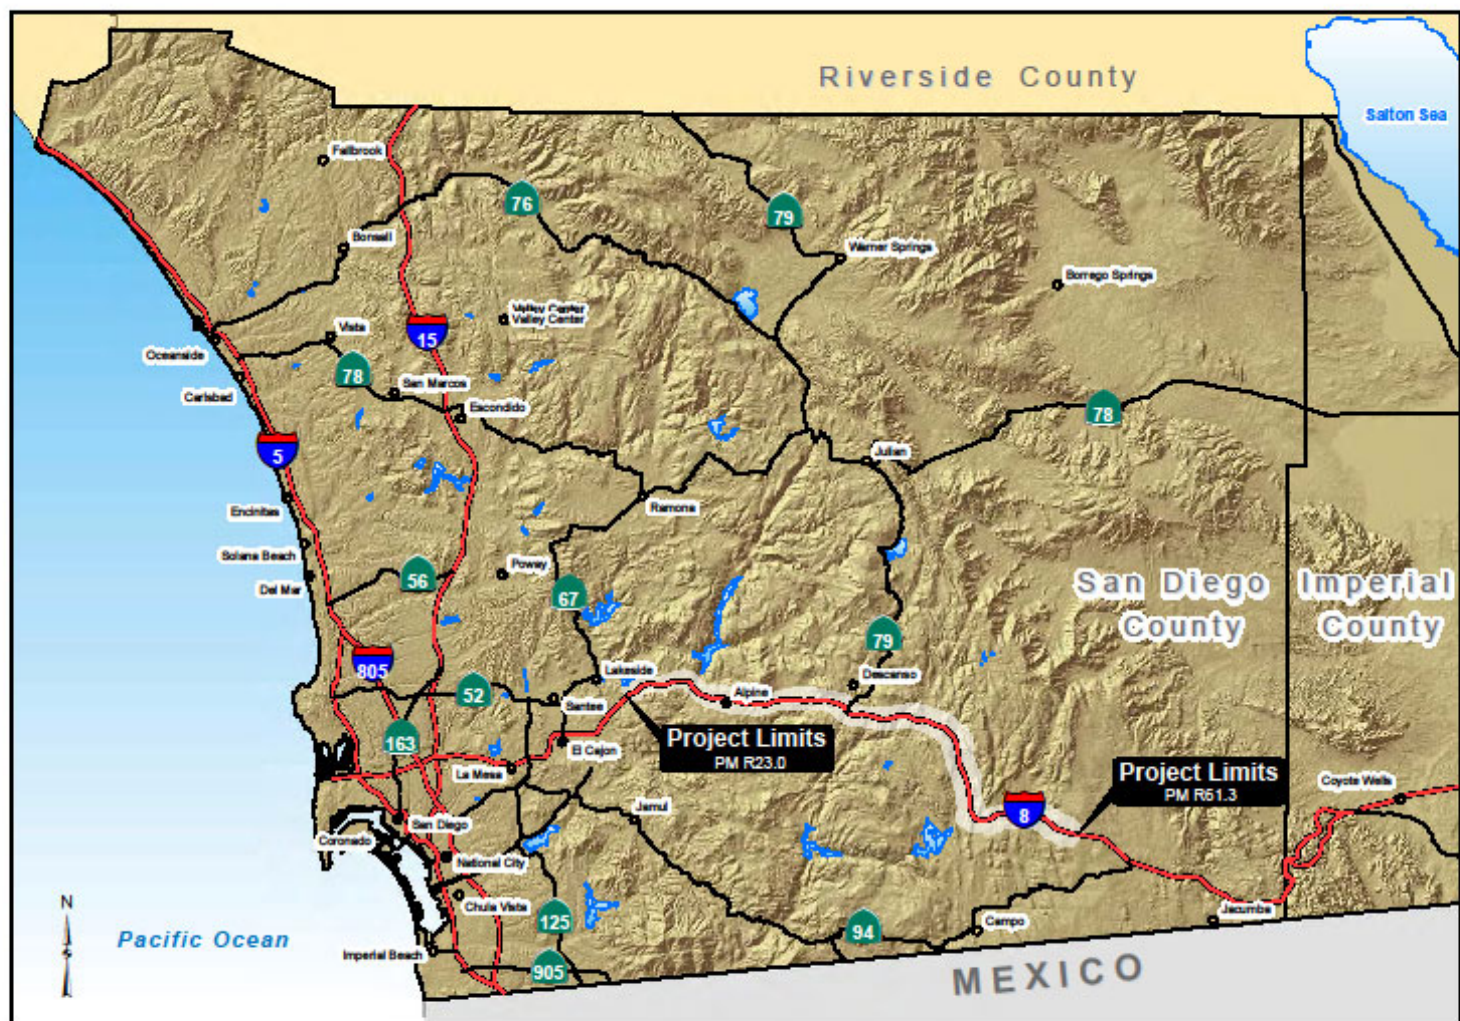 Riverside County
Salton Sea
Fallbrook
76
79
Bonsall
Warner Springs
Borrego Springs
Valley Center
Valley Center
Vista
15
Oceanside
78
San Marcos
Carlsbad
Escondido
78
5
Julian
Encinitas
Ramona
Solana Beach
Poway
56
Del Mar
67
San Diego
County
Imperial
County
79
805
Lakeside
Descanso
52
Alpine
Santee
163
El Cajon
Project Limits
PM R23.0
La Mesa
Project Limits
PM R61.3
Coyote Wells
Jamul
8
San Diego
Coronado
National City
Chula Vista
125
Jacumba
Campo
94
N
Pacific Ocean
Imperial Beach
905
MEXICO